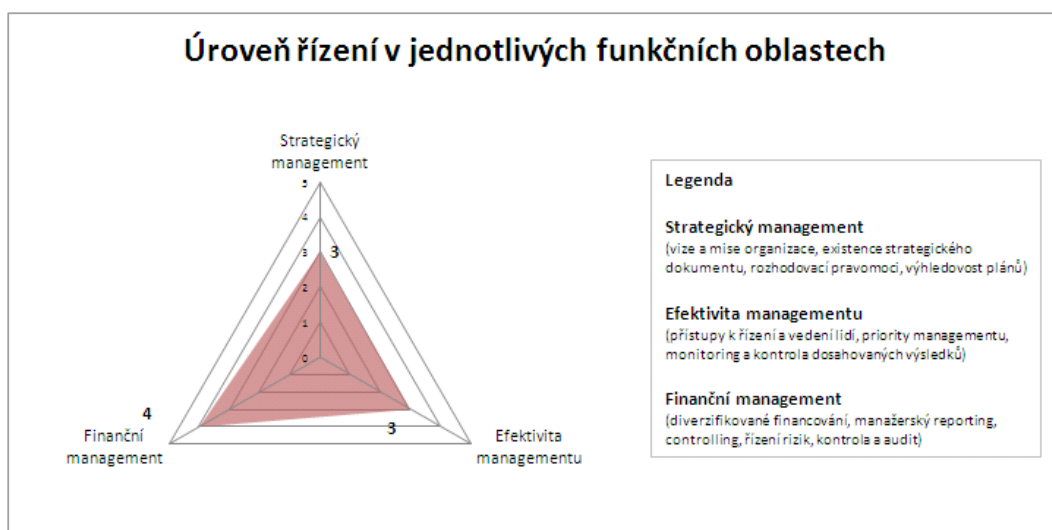 Úroveň řízení v jednotlivých funkčních oblastech
Strategický
management
5
4
3
3
2
1
0
4
Finanční
management
3
Efektivita
managementu
Legenda
Strategický management
(vize a mise organizace, existence strategického
dokumentu, rozhodovací pravomoci, výhledovost plánů)
Efektivita managementu
(přístupy k řízení a vedení lidí, priority managementu,
monitoring a kontrola dosahovaných výsledků)
Finanční management
(diverzifikované financování, manažerský reporting,
controlling, řízení rizik, kontrola a audit)